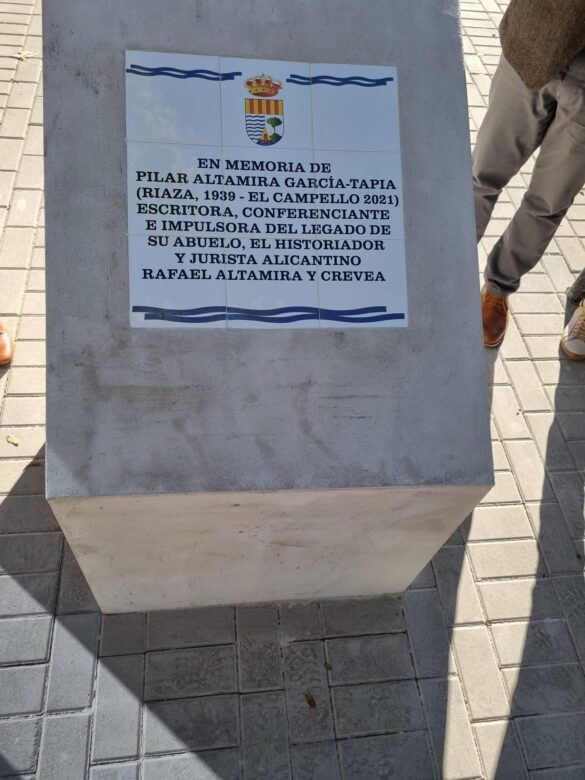 EN MEMORIA DE
PILAR ALTAMIRA GARCÍA-TAPIA
(RIAZA, 1939 - EL CAMPELLO 2021)
ESCRITORA, CONFERENCIANTE
E IMPULSORA DEL LEGADO DE
SU ABUELO, EL HISTORIADOR
Y JURISTA ALICANTINO
RAFAEL ALTAMIRA Y CREVEA